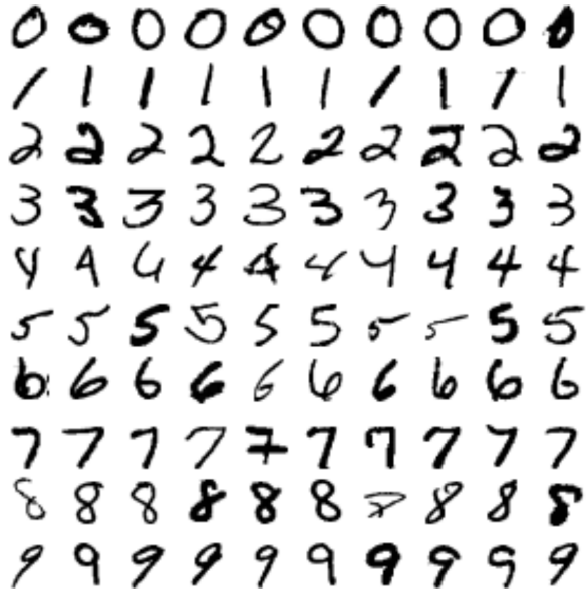 0 0 0 0 0 0 0 0 0 0
1 1 1 1 1 1 1 1 1 1
2 2 2 2 2 2 2 2 2 2
3 3 3 3 3 3 3 3 3 3
4 4 4 4 4 4 4 4 4 4
5 5 5 5 5 5 5 5 5 5
6 6 6 6 6 6 6 6 6 6
7 7 7 7 7 7 7 7 7 7
8 8 8 8 8 8 8 8 8 8
9 9 9 9 9 9 9 9 9 9